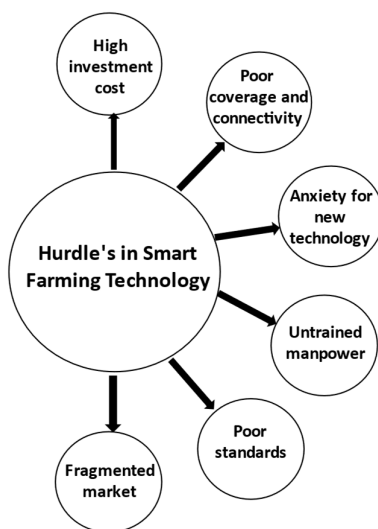 High
investment
cost
Poor
coverage and
connectivity
Anxiety for
new
technology
Hurdle's in Smart
Farming Technology
Untrained
manpower
Poor
standards
Fragmented
market